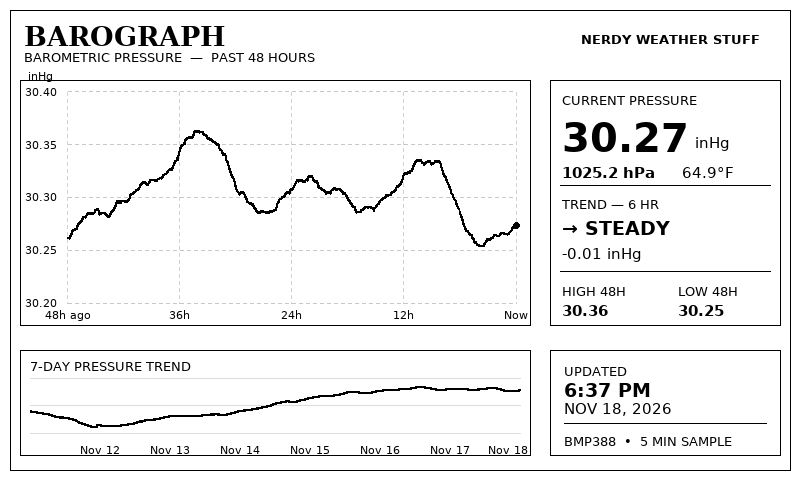 BAROGRAPH
BAROMETRIC PRESSURE — PAST 48 HOURS
NERDY WEATHER STUFF
inHg
30.40
30.35
30.30
30.25
30.20
48h ago 36h 24h 12h Now
CURRENT PRESSURE
30.27 inHg
1025.2 hPa 64.9°F
TREND — 6 HR
→ STEADY
-0.01 inHg
HIGH 48H LOW 48H
30.36 30.25
7-DAY PRESSURE TREND
Nov 12 Nov 13 Nov 14 Nov 15 Nov 16 Nov 17 Nov 18
UPDATED
6:37 PM
NOV 18, 2026
BMP388 • 5 MIN SAMPLE